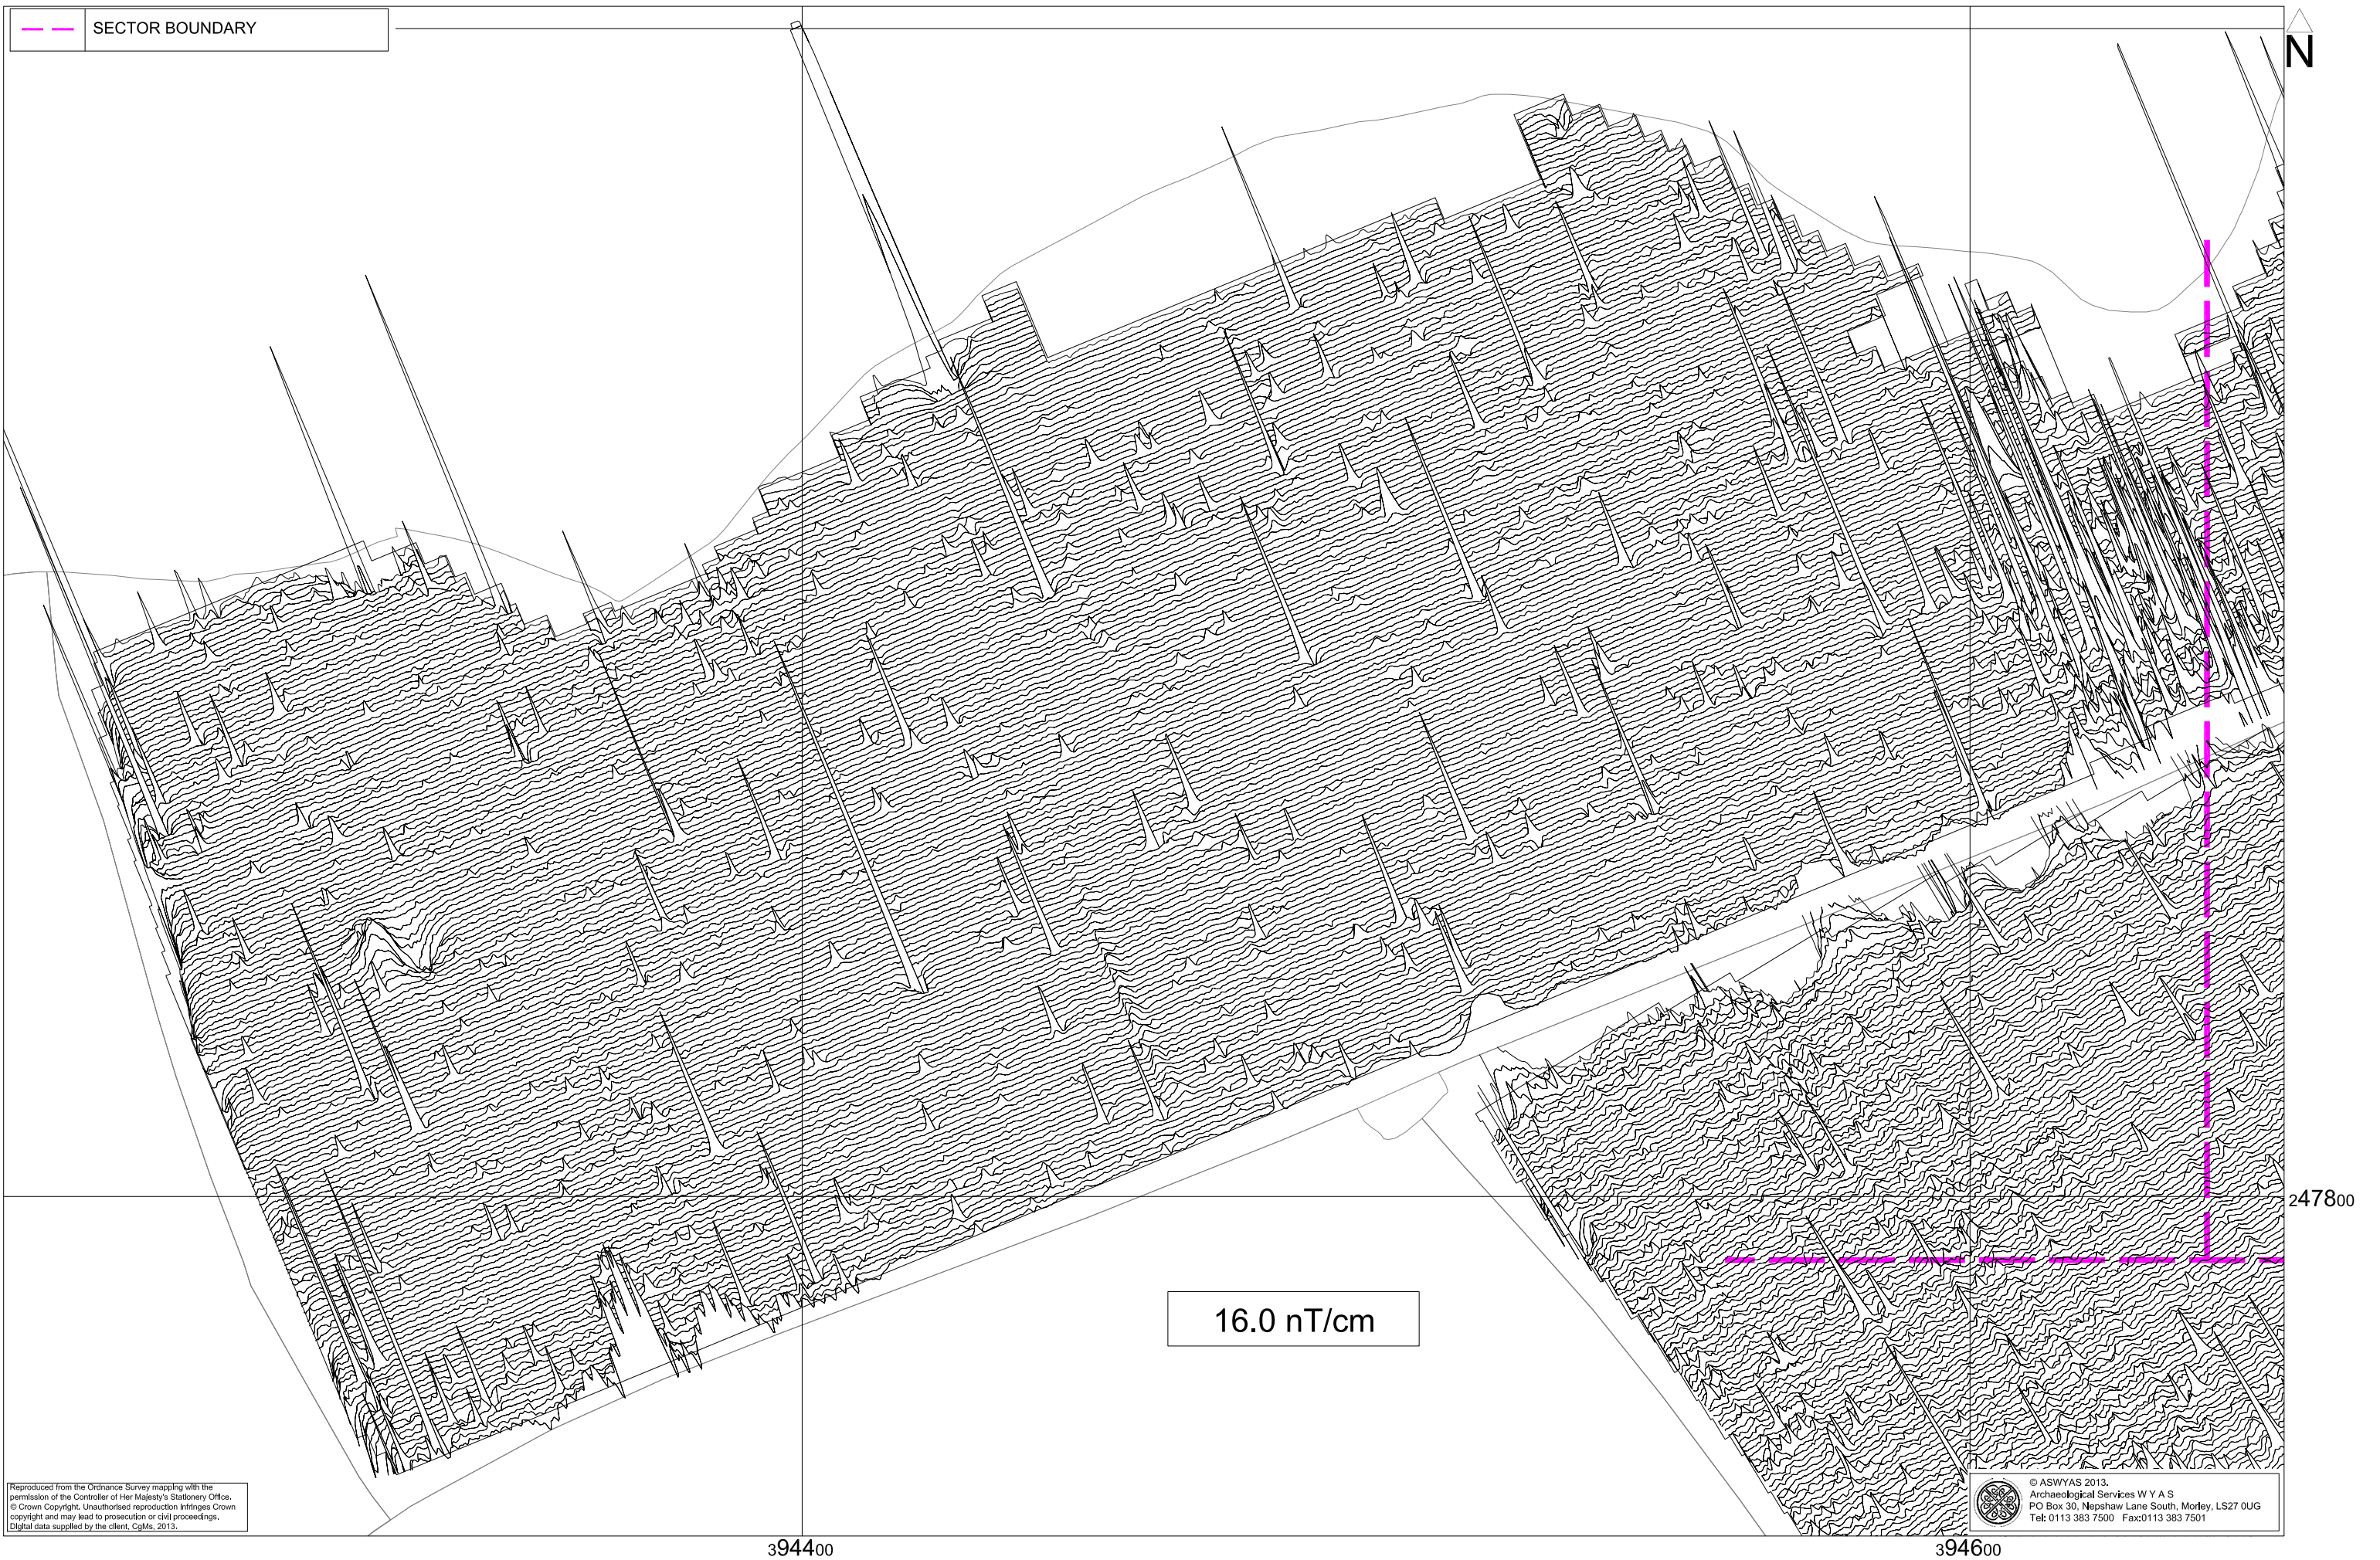 SECTOR BOUNDARY
N
247800
16.0 nT/cm
Reproduced from the Ordnance Survey mapping with the
permission of the Controller of Her Majesty's Stationery Office.
© Crown Copyright. Unauthorised reproduction infringes Crown
copyright and may lead to prosecution or civil proceedings.
Digital data supplied by the client, CgMs, 2013.
© ASWYAS 2013.
Archaeological Services W Y A S
PO Box 30, Nepshaw Lane South, Morley, LS27 0UG
Tel: 0113 383 7500 Fax:0113 383 7501
394400
394600